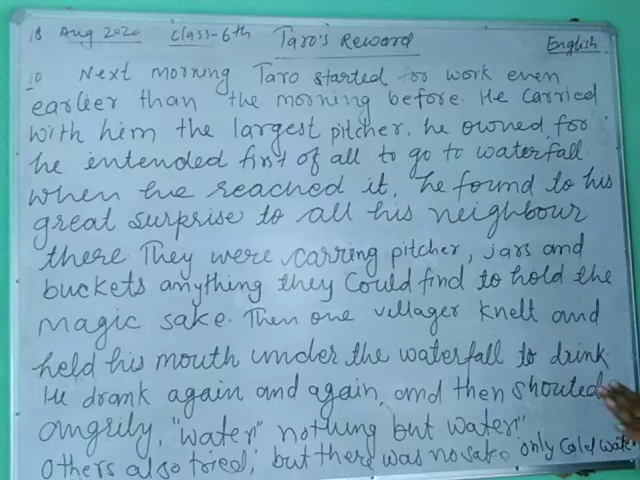 18 Aug 2020 Class-6th Taro's Reward English
10 Next morning Taro started for work even
earlier than the morning before. He carried
with him the largest pitcher. he owned, for
he intended first of all to go to waterfall.
when he reached it, he found to his
great surprise to all his neighbour
there. They were carring pitcher, jars and
buckets anything they could find to hold the
magic sake. Then one villager knelt and
held his mouth under the waterfall to drink.
He drank again and again, and then shouted
angrily, "water" nothing but water"
Others also tried; but there was no sake only cold water